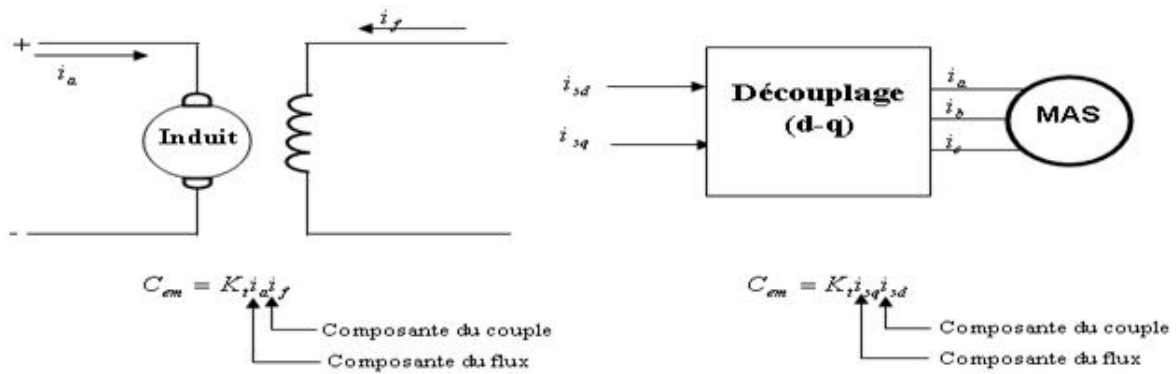 +
i_a
i_f
Induit
-
C_em = K_t i_a i_f
Composante du couple
Composante du flux
i_sd
i_sq
Découplage
(d-q)
i_a
i_b
i_c
MAS
C_em = K_t i_sq i_sd
Composante du couple
Composante du flux